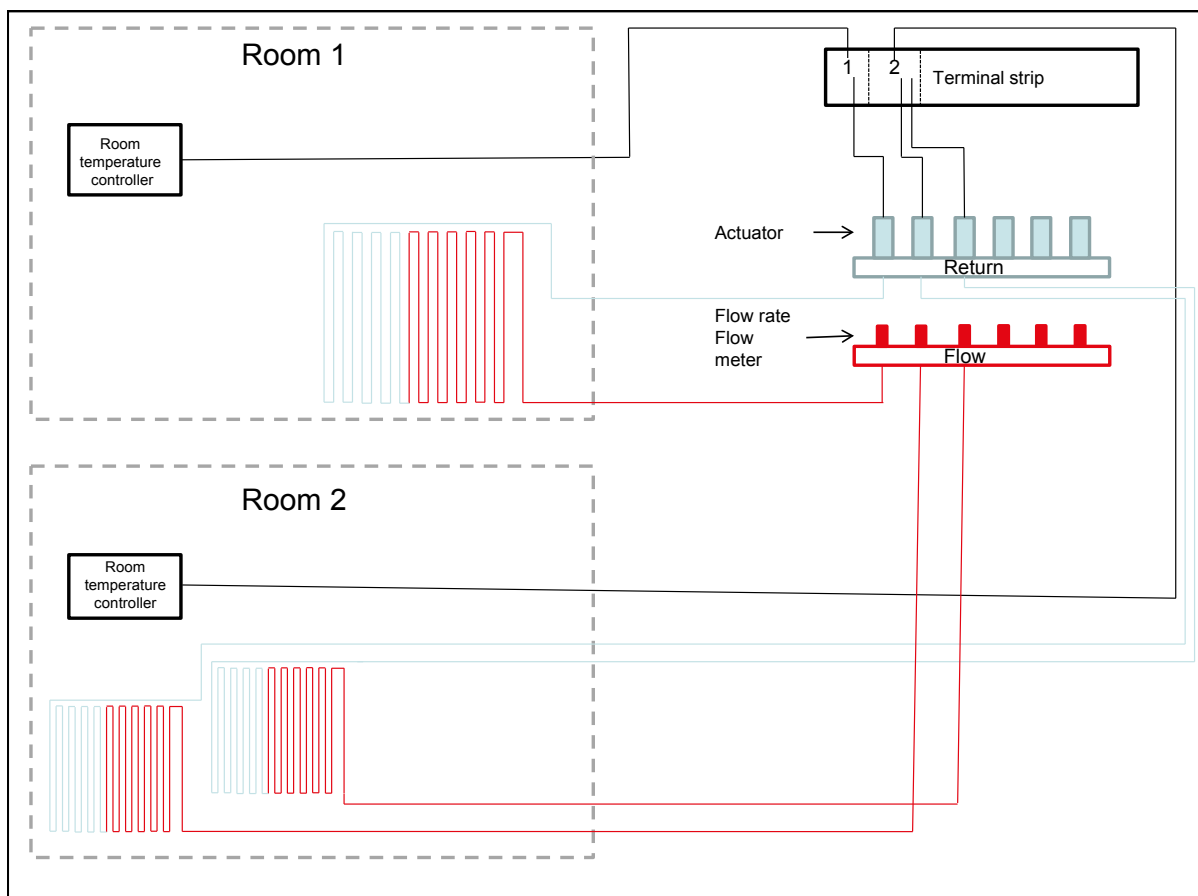 Room 1
Room
temperature
controller
1
2
Terminal strip
Actuator
Return
Flow rate
Flow
meter
Flow
Room 2
Room
temperature
controller